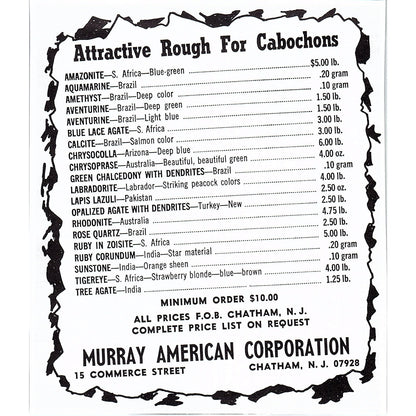 Attractive Rough For Cabochons
AMAZONITE—S. Africa—Blue-green $5.00 lb.
AQUAMARINE—Brazil .20 gram
AMETHYST—Brazil—Deep color .10 gram
AVENTURINE—Brazil—Deep green 1.50 lb.
AVENTURINE—Brazil—Light blue 1.50 lb.
BLUE LACE AGATE—S. Africa 3.00 lb.
CALCITE—Brazil—Salmon color 3.00 lb.
CHRYSOCOLLA—Arizona—Deep blue 6.00 lb.
CHRYSOPRASE—Australia—Beautiful, beautiful green 4.00 oz.
GREEN CHALCEDONY WITH DENDRITES—Brazil .10 gram
LABRADORITE—Labrador—Striking peacock colors 4.00 lb.
LAPIS LAZULI—Pakistan 2.50 oz.
OPALIZED AGATE WITH DENDRITES—Turkey—New 2.50 oz.
RHODONITE—Australia 4.75 lb.
ROSE QUARTZ—Brazil 2.50 lb.
RUBY IN ZOISITE—S. Africa 5.00 lb.
RUBY CORUNDUM—India—Star material .20 gram
SUNSTONE—India—Orange sheen .10 gram
TIGEREYE—S. Africa—Strawberry blonde—blue—brown 4.00 lb.
TREE AGATE—India 1.25 lb.
MINIMUM ORDER $10.00
ALL PRICES F.O.B. CHATHAM, N. J.
COMPLETE PRICE LIST ON REQUEST
MURRAY AMERICAN CORPORATION
15 COMMERCE STREET CHATHAM, N. J. 07928